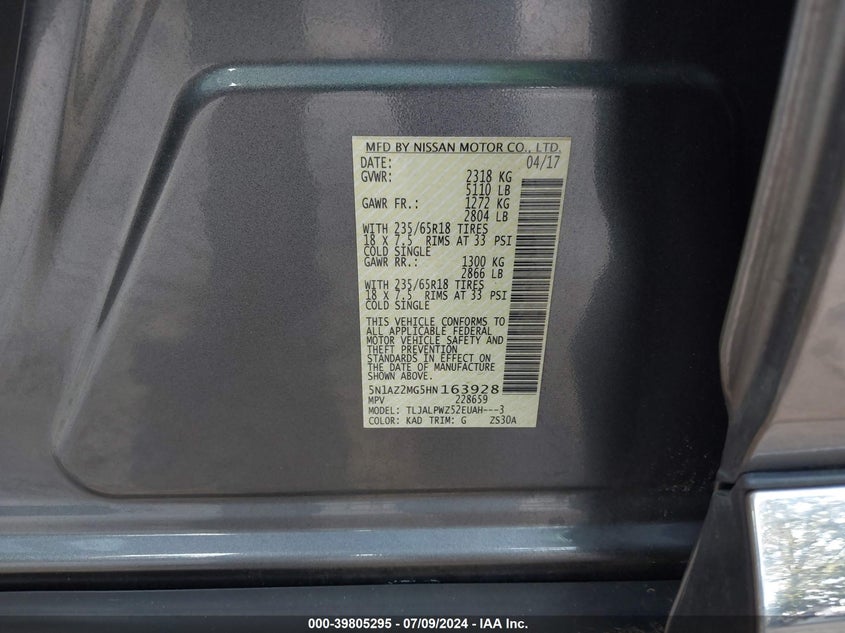 MFD BY NISSAN MOTOR CO., LTD.
DATE: 04/17
GVWR: 2318 KG
5110 LB
GAWR FR.: 1272 KG
2804 LB
WITH 235/65R18 TIRES
18 X 7.5 RIMS AT 33 PSI
COLD SINGLE
GAWR RR.: 1300 KG
2866 LB
WITH 235/65R18 TIRES
18 X 7.5 RIMS AT 33 PSI
COLD SINGLE
THIS VEHICLE CONFORMS TO
ALL APPLICABLE FEDERAL
MOTOR VEHICLE SAFETY AND
THEFT PREVENTION
STANDARDS IN EFFECT ON
THE DATE OF MANUFACTURE
SHOWN ABOVE.
5N1AZ2MG5HN163928
MPV 228659
MODEL: TLJALPWZ52EUAH---3
COLOR: KAD TRIM: G ZS30A
000-39805295 - 07/09/2024 - IAA Inc.